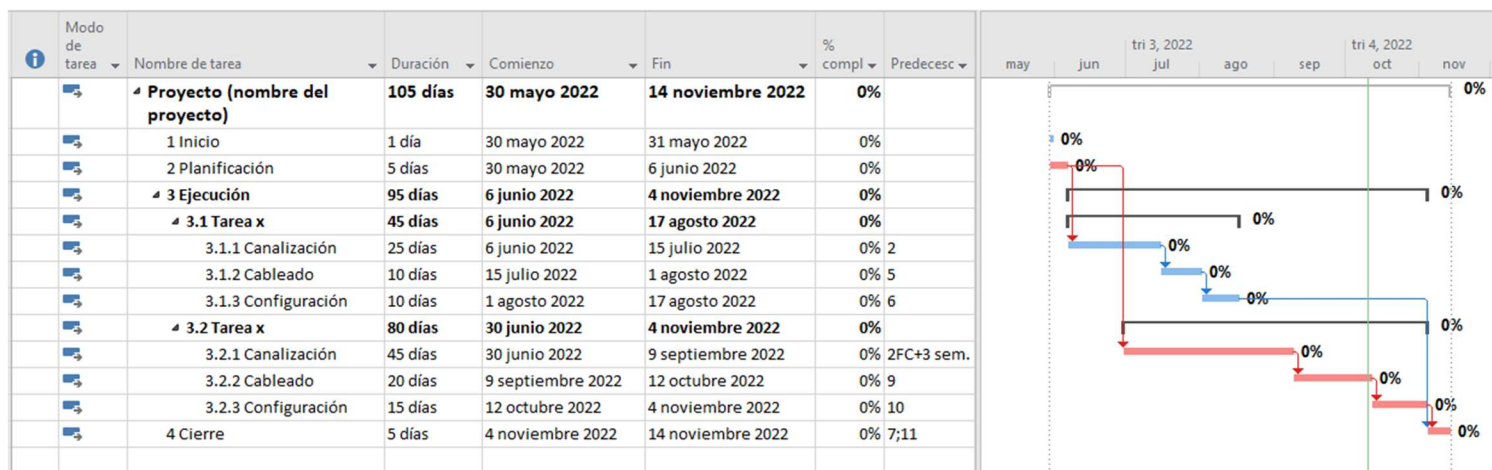 Modo de tarea Nombre de tarea Duración Comienzo Fin % compl Predecesc
tri 3, 2022 tri 4, 2022
may jun jul ago sep oct nov
Proyecto (nombre del proyecto) 105 días 30 mayo 2022 14 noviembre 2022 0% 0%
1 Inicio 1 día 30 mayo 2022 31 mayo 2022 0% 0%
2 Planificación 5 días 30 mayo 2022 6 junio 2022 0% 0%
3 Ejecución 95 días 6 junio 2022 4 noviembre 2022 0% 0%
3.1 Tarea x 45 días 6 junio 2022 17 agosto 2022 0% 0%
3.1.1 Canalización 25 días 6 junio 2022 15 julio 2022 0% 2 0%
3.1.2 Cableado 10 días 15 julio 2022 1 agosto 2022 0% 5 0%
3.1.3 Configuración 10 días 1 agosto 2022 17 agosto 2022 0% 6 0%
3.2 Tarea x 80 días 30 junio 2022 4 noviembre 2022 0% 0%
3.2.1 Canalización 45 días 30 junio 2022 9 septiembre 2022 0% 2FC+3 sem. 0%
3.2.2 Cableado 20 días 9 septiembre 2022 12 octubre 2022 0% 9 0%
3.2.3 Configuración 15 días 12 octubre 2022 4 noviembre 2022 0% 10 0%
4 Cierre 5 días 4 noviembre 2022 14 noviembre 2022 0% 7;11 0%